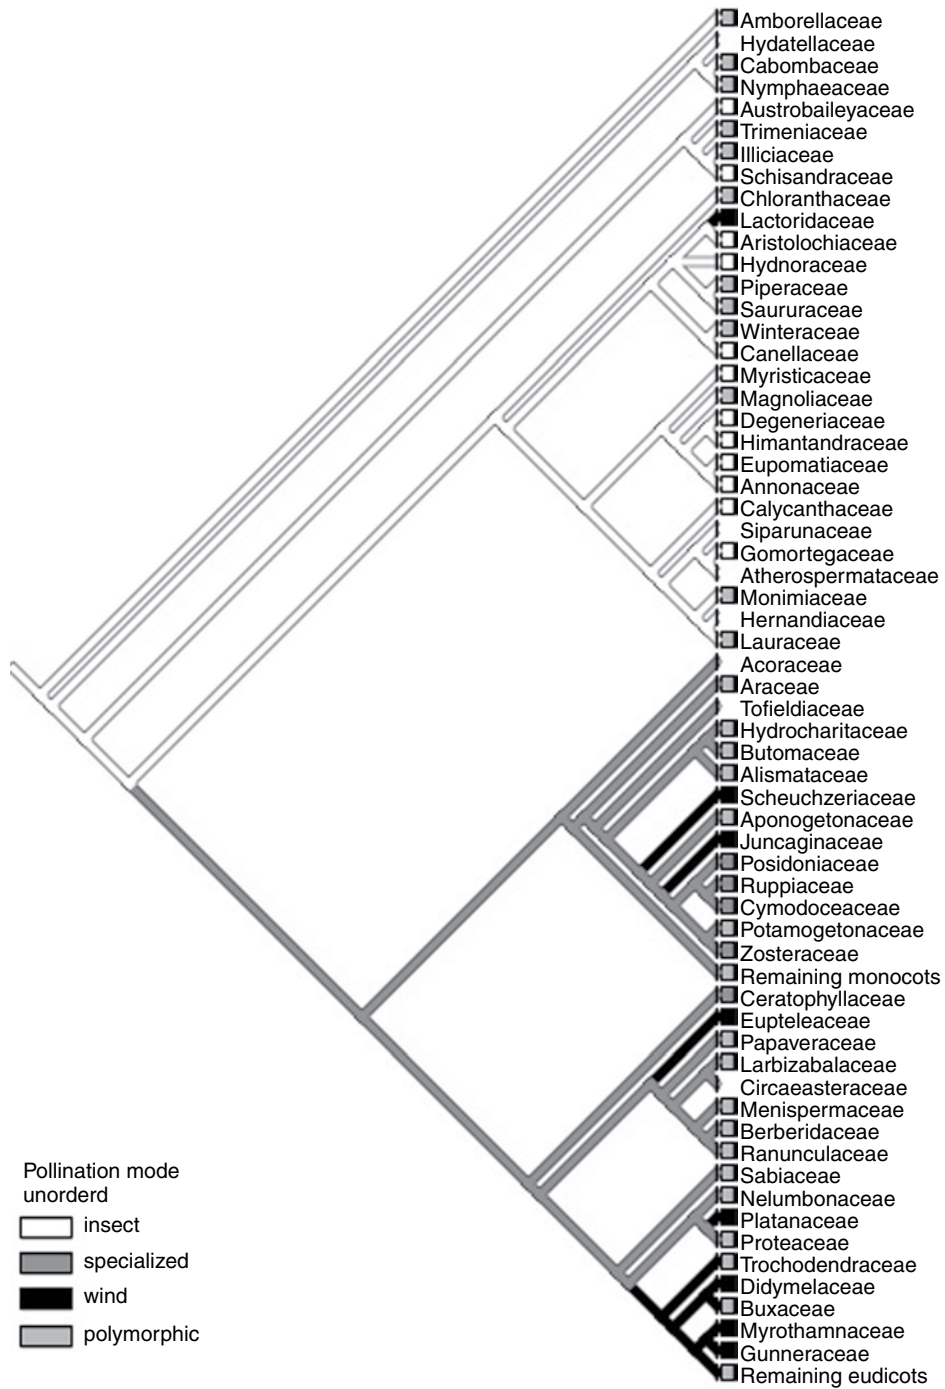 Amborellaceae
Hydatellaceae
Cabombaceae
Nymphaeaceae
Austrobaileyaceae
Trimeniaceae
Illiciaceae
Schisandraceae
Chloranthaceae
Lactoridaceae
Aristolochiaceae
Hydnoraceae
Piperaceae
Saururaceae
Winteraceae
Canellaceae
Myristicaceae
Magnoliaceae
Degeneriaceae
Himantandraceae
Eupomatiaceae
Annonaceae
Calycanthaceae
Siparunaceae
Gomortegaceae
Atherospermataceae
Monimiaceae
Hernandiaceae
Lauraceae
Acoraceae
Araceae
Tofieldiaceae
Hydrocharitaceae
Butomaceae
Alismataceae
Scheuchzeriaceae
Aponogetonaceae
Juncaginaceae
Posidoniaceae
Ruppiaceae
Cymodoceaceae
Potamogetonaceae
Zosteraceae
Remaining monocots
Ceratophyllaceae
Eupteleaceae
Papaveraceae
Larbizabalaceae
Circaeasteraceae
Menispermaceae
Berberidaceae
Ranunculaceae
Sabiaceae
Nelumbonaceae
Platanaceae
Proteaceae
Trochodendraceae
Didymelaceae
Buxaceae
Myrothamnaceae
Gunneraceae
Remaining eudicots
Pollination mode
unorderd
insect
specialized
wind
polymorphic